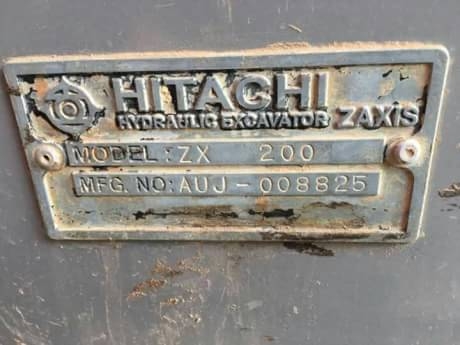 HITACHI
HYDRAULIC EXCAVATOR ZAXIS
MODEL: ZX 200
MFG. NO: AUJ-008825